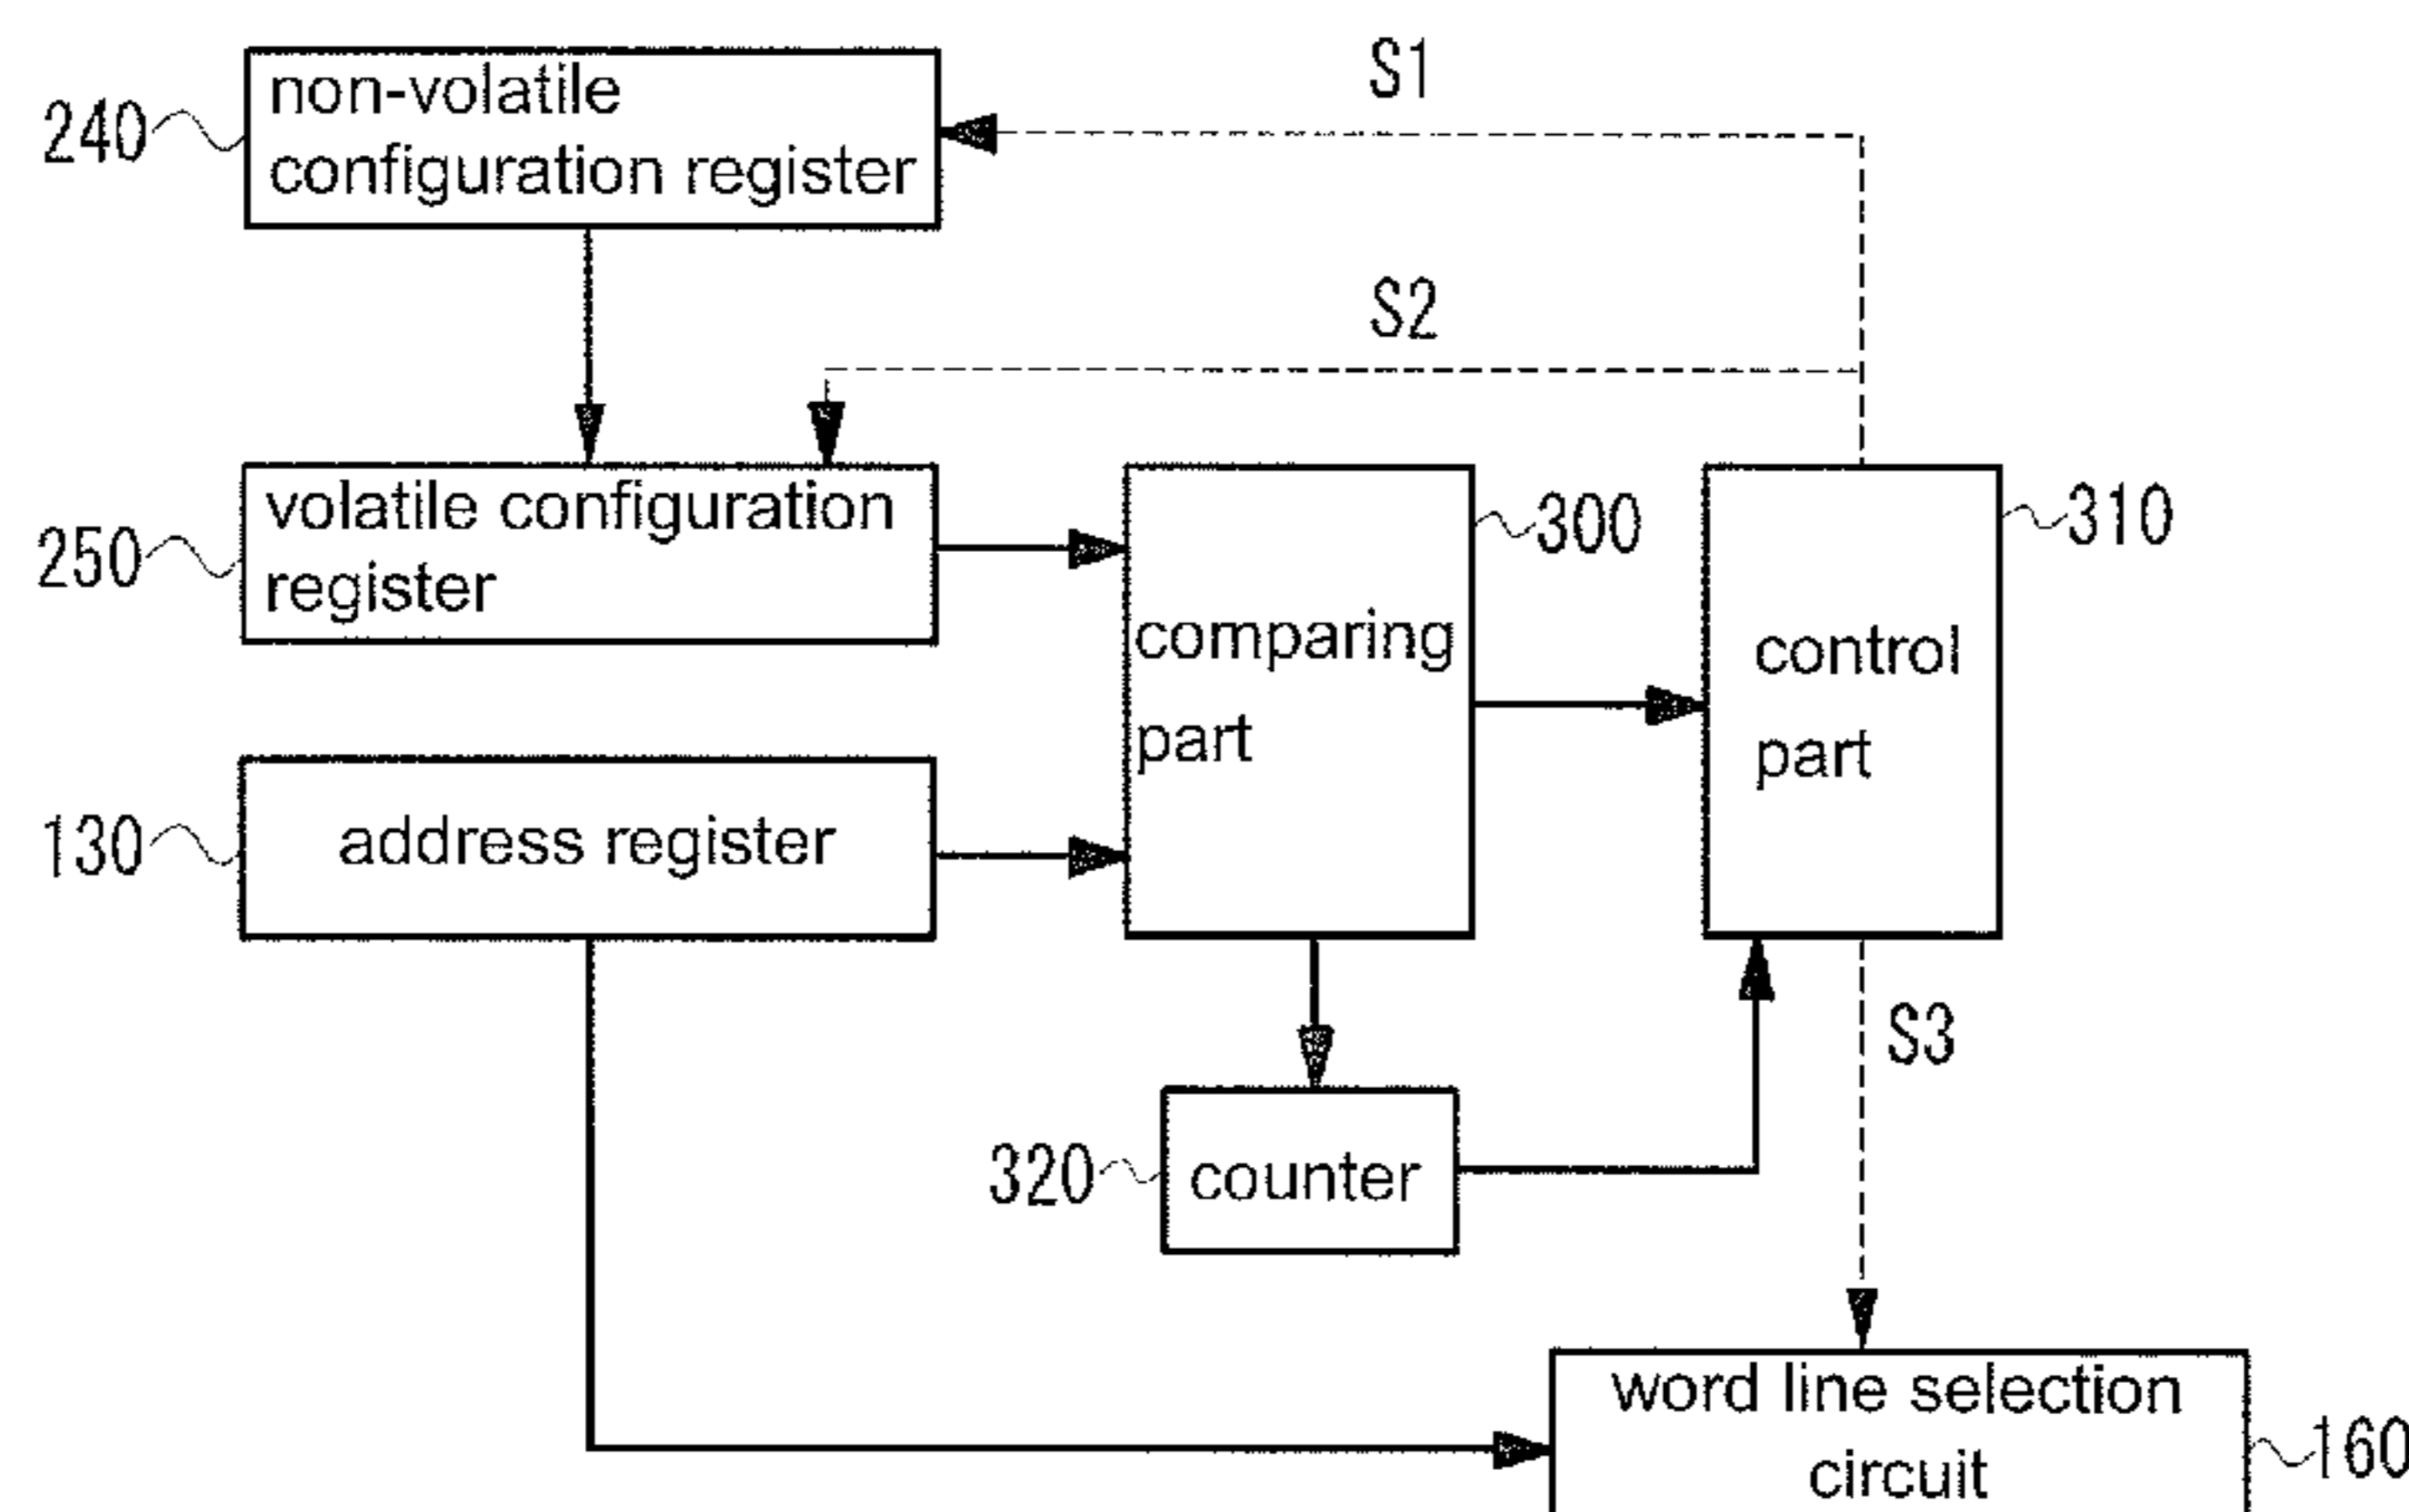 S1
non-volatile
configuration register
240
S2
volatile configuration
register
250
300
310
comparing
part
control
part
130
address register
S3
320
counter
word line selection
circuit
160